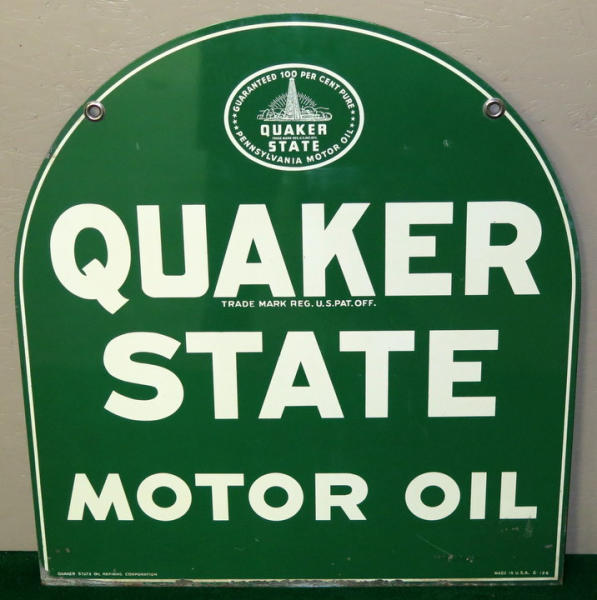 GUARANTEED 100 PER CENT PURE
QUAKER
STATE
PENNSYLVANIA MOTOR OIL
QUAKER
TRADE MARK REG. U.S.PAT.OFF.
STATE
MOTOR OIL
QUAKER STATE OIL REFINING CORPORATION
MADE IN U.S.A.